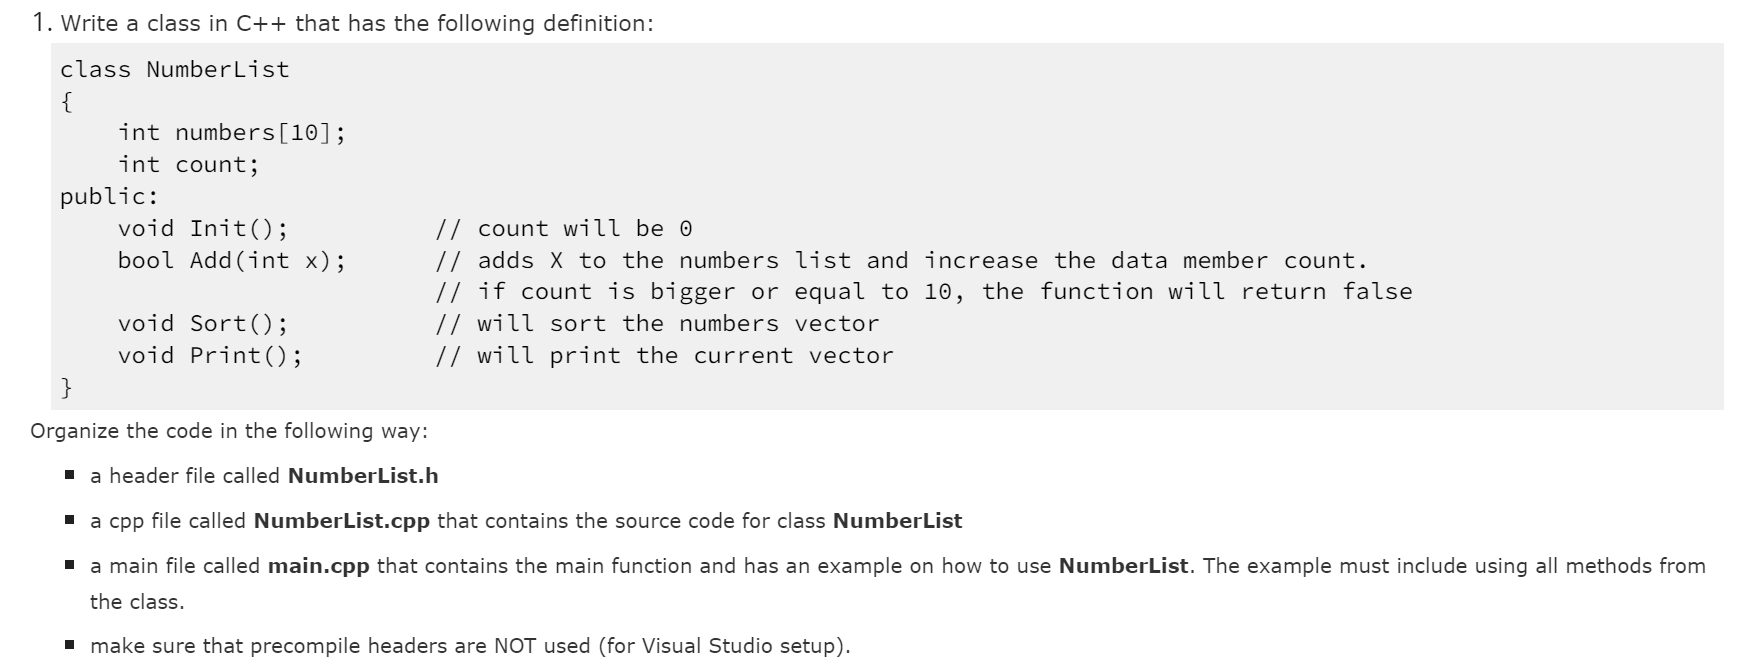 1. Write a class in C++ that has the following definition:
class NumberList
{
    int numbers[10];
    int count;
public:
    void Init();          // count will be 0
    bool Add(int x);      // adds X to the numbers list and increase the data member count.
                          // if count is bigger or equal to 10, the function will return false
    void Sort();          // will sort the numbers vector
    void Print();         // will print the current vector
}
Organize the code in the following way:
▪ a header file called NumberList.h
▪ a cpp file called NumberList.cpp that contains the source code for class NumberList
▪ a main file called main.cpp that contains the main function and has an example on how to use NumberList. The example must include using all methods from
the class.
▪ make sure that precompile headers are NOT used (for Visual Studio setup).